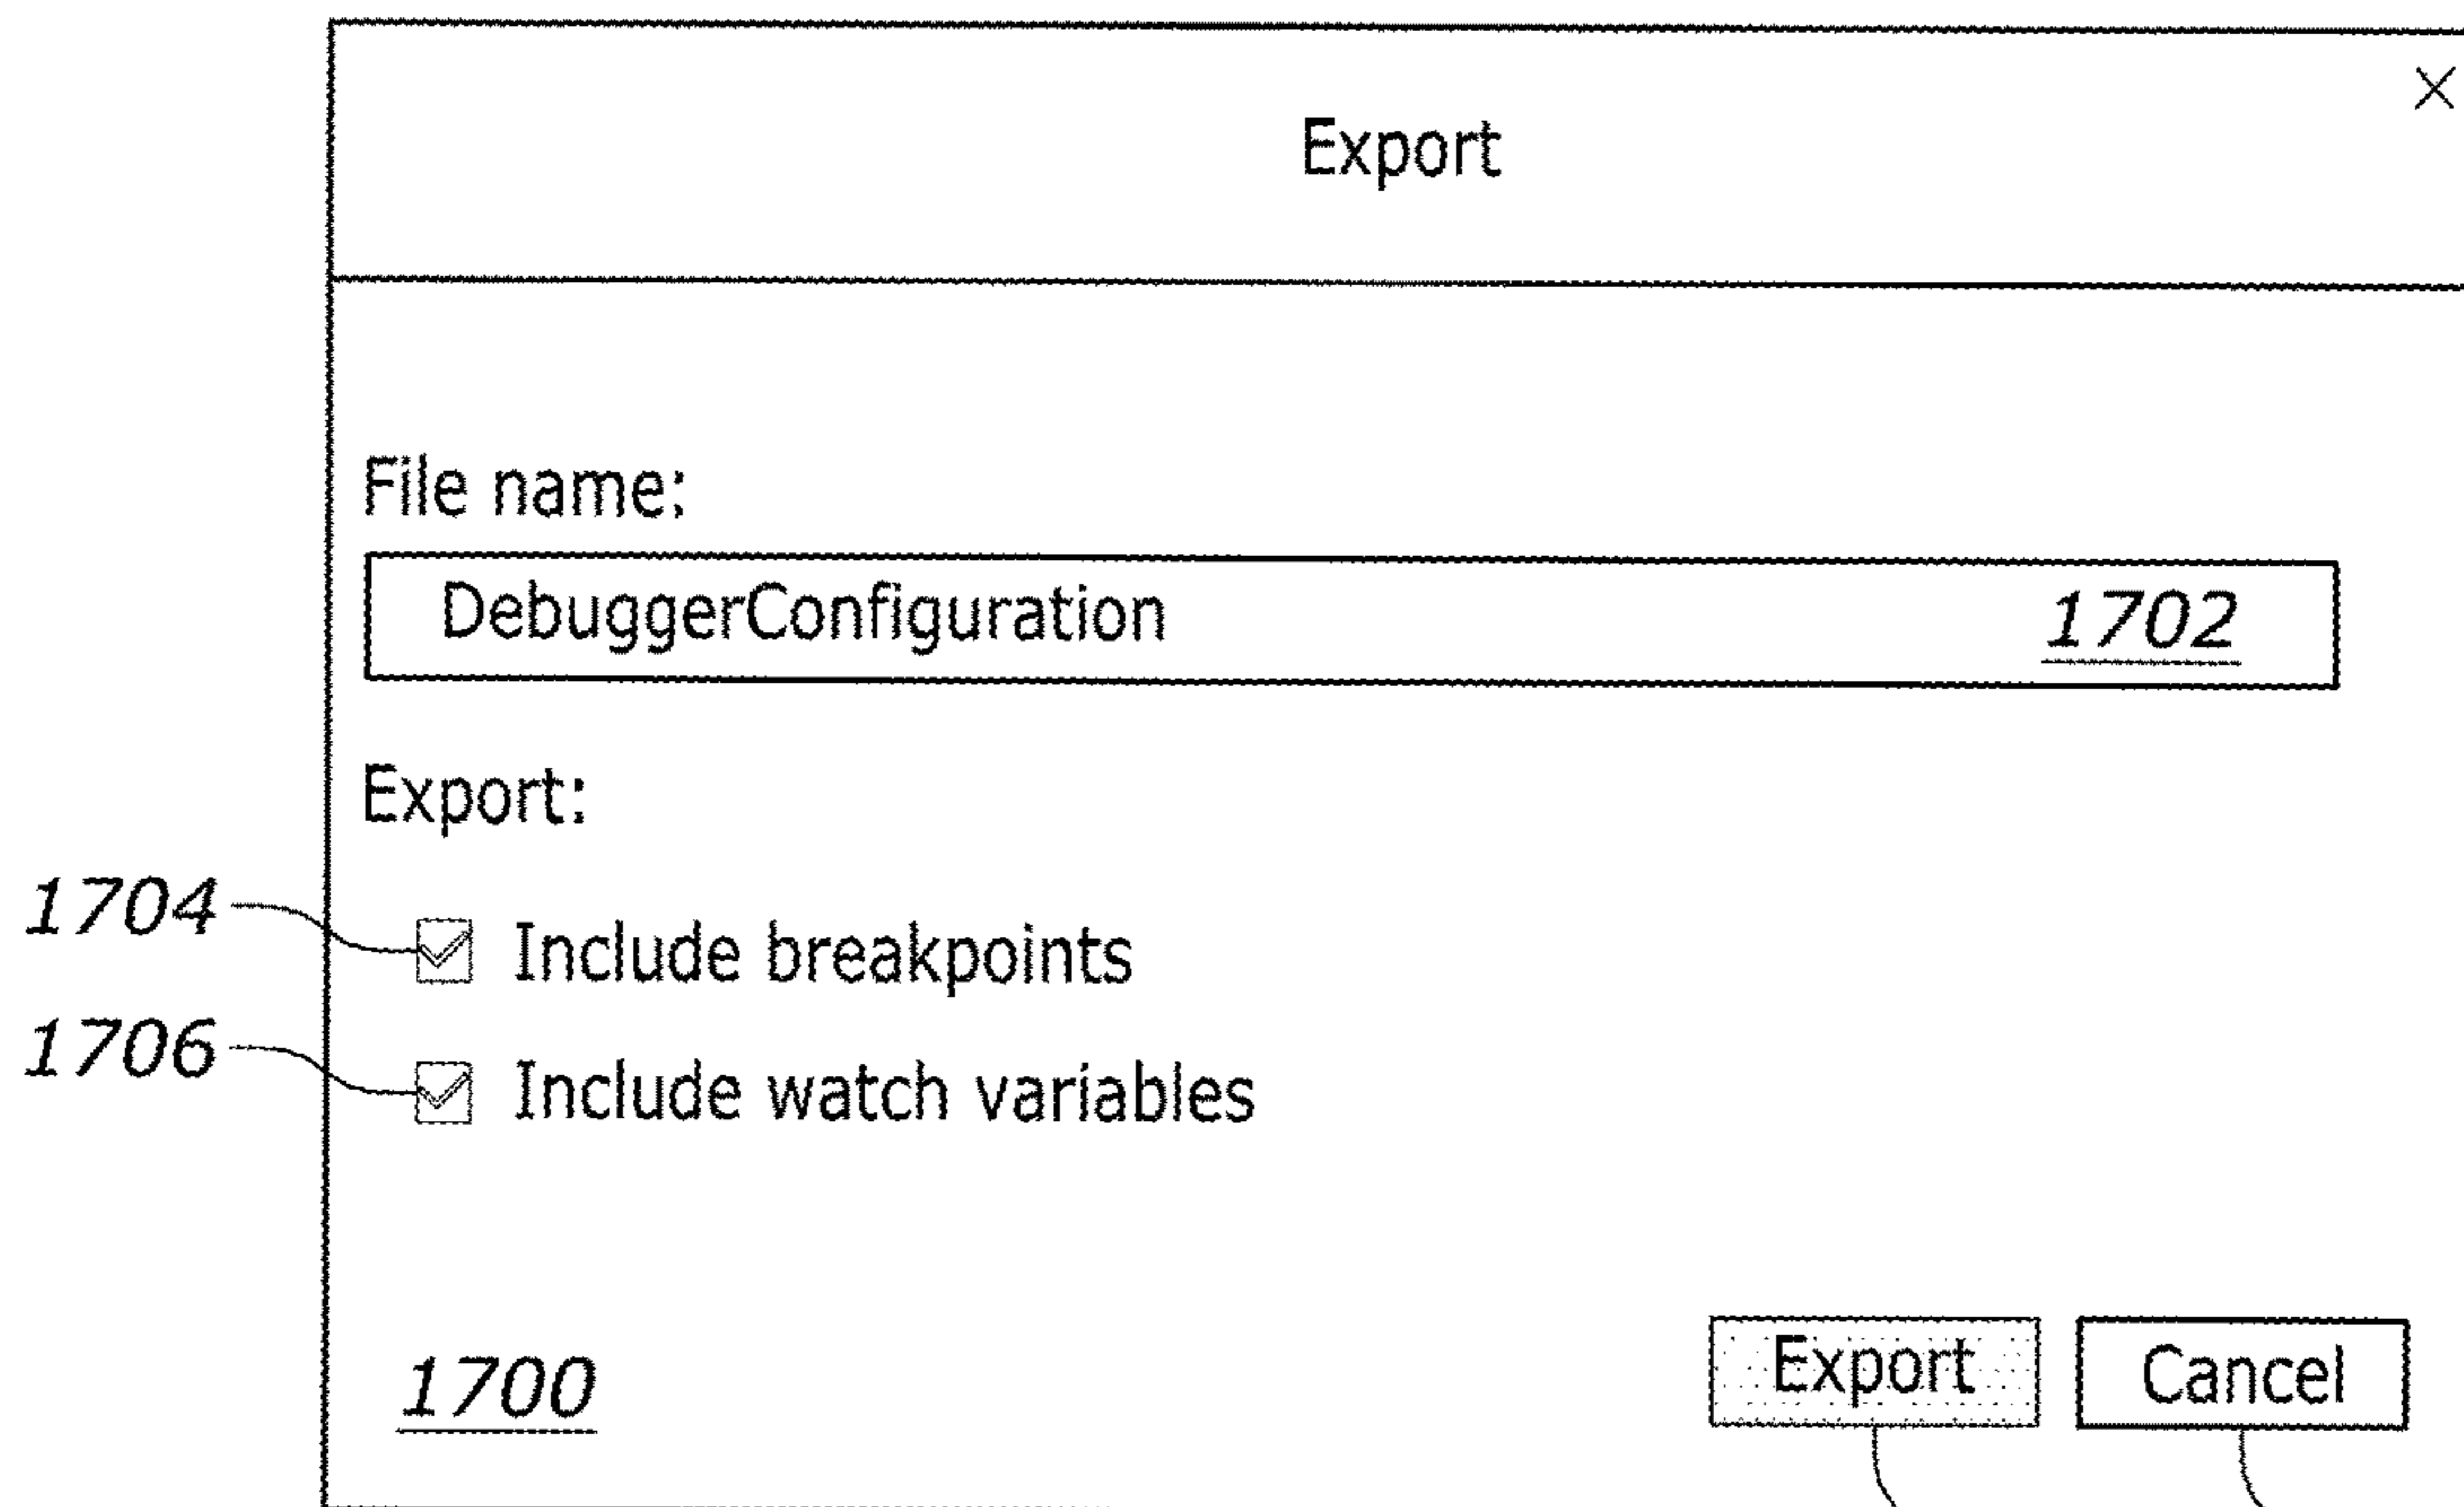 Export
File name:
DebuggerConfiguration 1702
Export:
1704 Include breakpoints
1706 Include watch variables
1700 Export Cancel